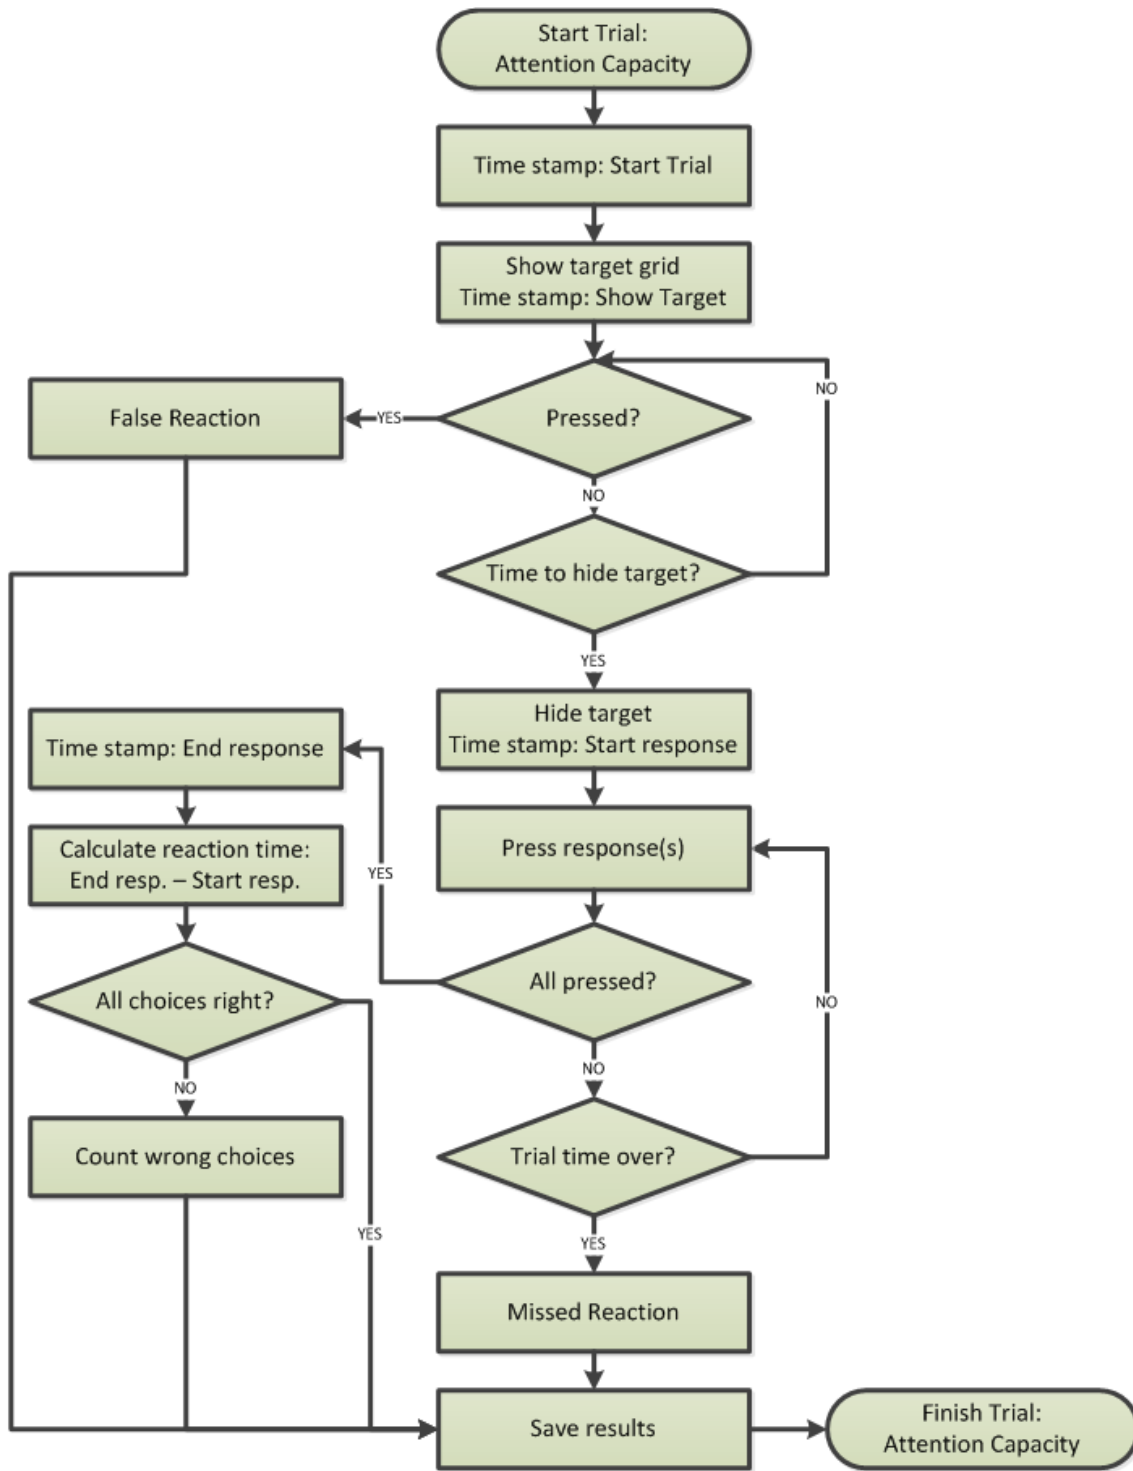 Start Trial:
Attention Capacity
Time stamp: Start Trial
Show target grid
Time stamp: Show Target
False Reaction
YES
Pressed?
NO
NO
Time to hide target?
YES
Hide target
Time stamp: Start response
Time stamp: End response
Press response(s)
Calculate reaction time:
End resp. – Start resp.
YES
All pressed?
All choices right?
NO
NO
NO
Count wrong choices
Trial time over?
YES
YES
Missed Reaction
Save results
Finish Trial:
Attention Capacity